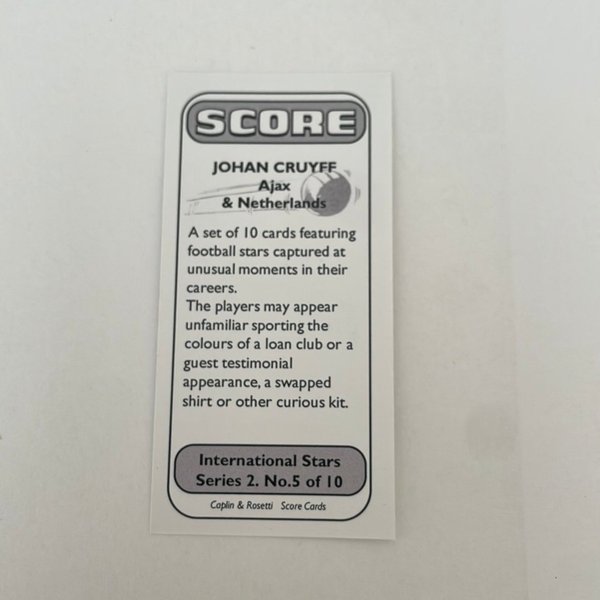 SCORE
JOHAN CRUYFF
Ajax
& Netherlands
A set of 10 cards featuring
football stars captured at
unusual moments in their
careers.
The players may appear
unfamiliar sporting the
colours of a loan club or a
guest testimonial
appearance, a swapped
shirt or other curious kit.
International Stars
Series 2. No.5 of 10
Caplin & Rosetti Score Cards